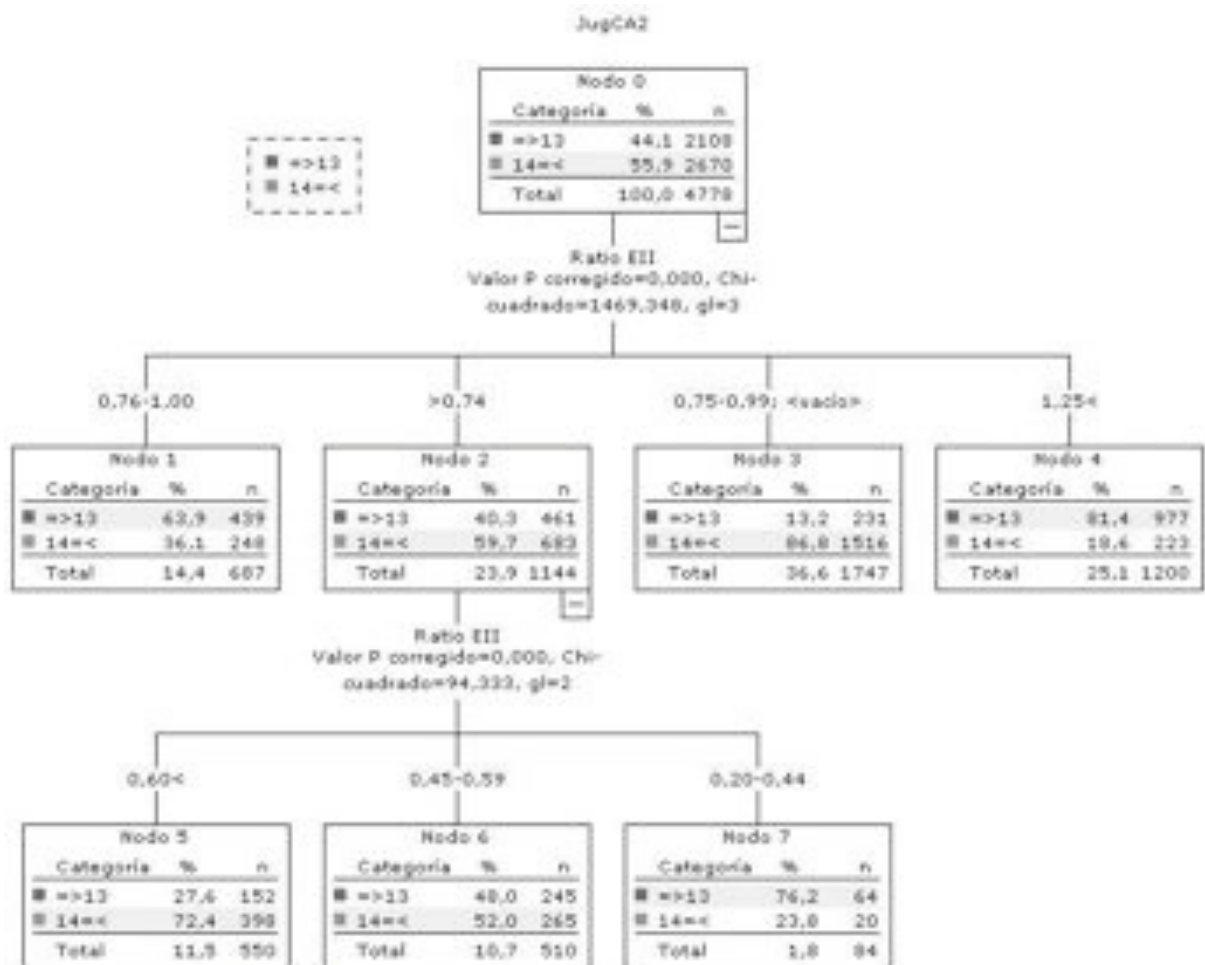 JugCA2
=>13
14=<
Nodo 0
Categoría % n
=>13 44,1 2108
14=< 55,9 2670
Total 100,0 4778
Ratio EII
Valor P corregido=0,000, Chi-
cuadrado=1469,348, gl=3
0,76-1,00
>0,74
0,75-0,99; <vacío>
1,25<
Nodo 1
Categoría % n
=>13 63,9 439
14=< 36,1 248
Total 14,4 687
Nodo 2
Categoría % n
=>13 40,3 461
14=< 59,7 683
Total 23,9 1144
Nodo 3
Categoría % n
=>13 13,2 231
14=< 86,8 1516
Total 36,6 1747
Nodo 4
Categoría % n
=>13 81,4 977
14=< 18,6 223
Total 25,1 1200
Ratio EII
Valor P corregido=0,000, Chi-
cuadrado=94,333, gl=2
0,60<
0,45-0,59
0,20-0,44
Nodo 5
Categoría % n
=>13 27,6 152
14=< 72,4 398
Total 11,5 550
Nodo 6
Categoría % n
=>13 48,0 245
14=< 52,0 265
Total 10,7 510
Nodo 7
Categoría % n
=>13 76,2 64
14=< 23,8 20
Total 1,8 84